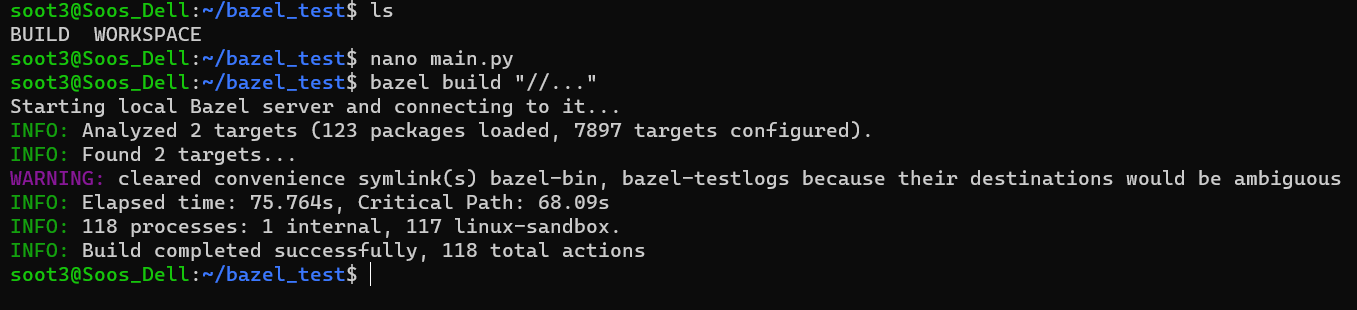 soot3@Soos_Dell:~/bazel_test$ ls
BUILD  WORKSPACE
soot3@Soos_Dell:~/bazel_test$ nano main.py
soot3@Soos_Dell:~/bazel_test$ bazel build "//..."
Starting local Bazel server and connecting to it...
INFO: Analyzed 2 targets (123 packages loaded, 7897 targets configured).
INFO: Found 2 targets...
WARNING: cleared convenience symlink(s) bazel-bin, bazel-testlogs because their destinations would be ambiguous
INFO: Elapsed time: 75.764s, Critical Path: 68.09s
INFO: 118 processes: 1 internal, 117 linux-sandbox.
INFO: Build completed successfully, 118 total actions
soot3@Soos_Dell:~/bazel_test$